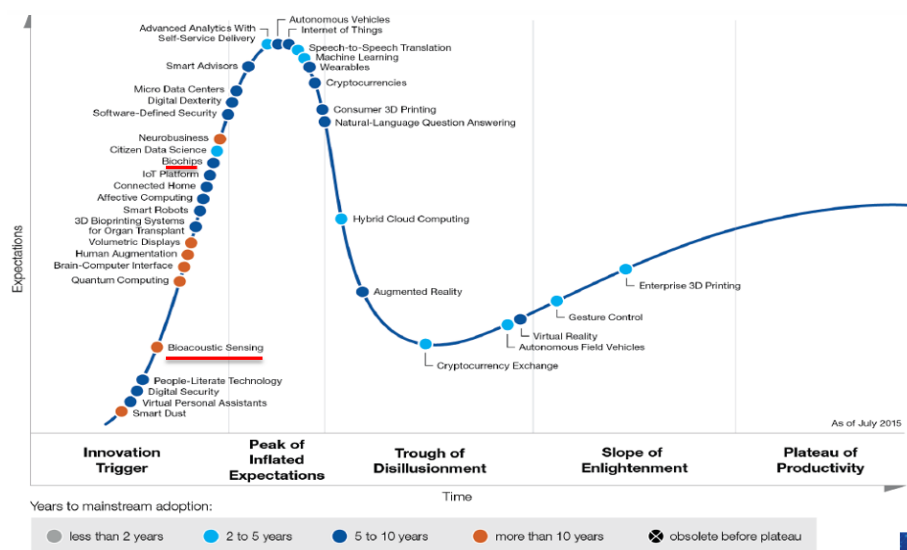 Expectations
Advanced Analytics With
Self-Service Delivery
Autonomous Vehicles
Internet of Things
Speech-to-Speech Translation
Machine Learning
Wearables
Smart Advisors
Cryptocurrencies
Micro Data Centers
Digital Dexterity
Software-Defined Security
Consumer 3D Printing
Natural-Language Question Answering
Neurobusiness
Citizen Data Science
Biochips
IoT Platform
Connected Home
Affective Computing
Smart Robots
3D Bioprinting Systems
for Organ Transplant
Volumetric Displays
Human Augmentation
Brain-Computer Interface
Quantum Computing
Hybrid Cloud Computing
Augmented Reality
Enterprise 3D Printing
Gesture Control
Virtual Reality
Autonomous Field Vehicles
Cryptocurrency Exchange
Bioacoustic Sensing
People-Literate Technology
Digital Security
Virtual Personal Assistants
Smart Dust
As of July 2015
Innovation
Trigger
Peak of
Inflated
Expectations
Trough of
Disillusionment
Slope of
Enlightenment
Plateau of
Productivity
Time
Years to mainstream adoption:
less than 2 years
2 to 5 years
5 to 10 years
more than 10 years
obsolete before plateau